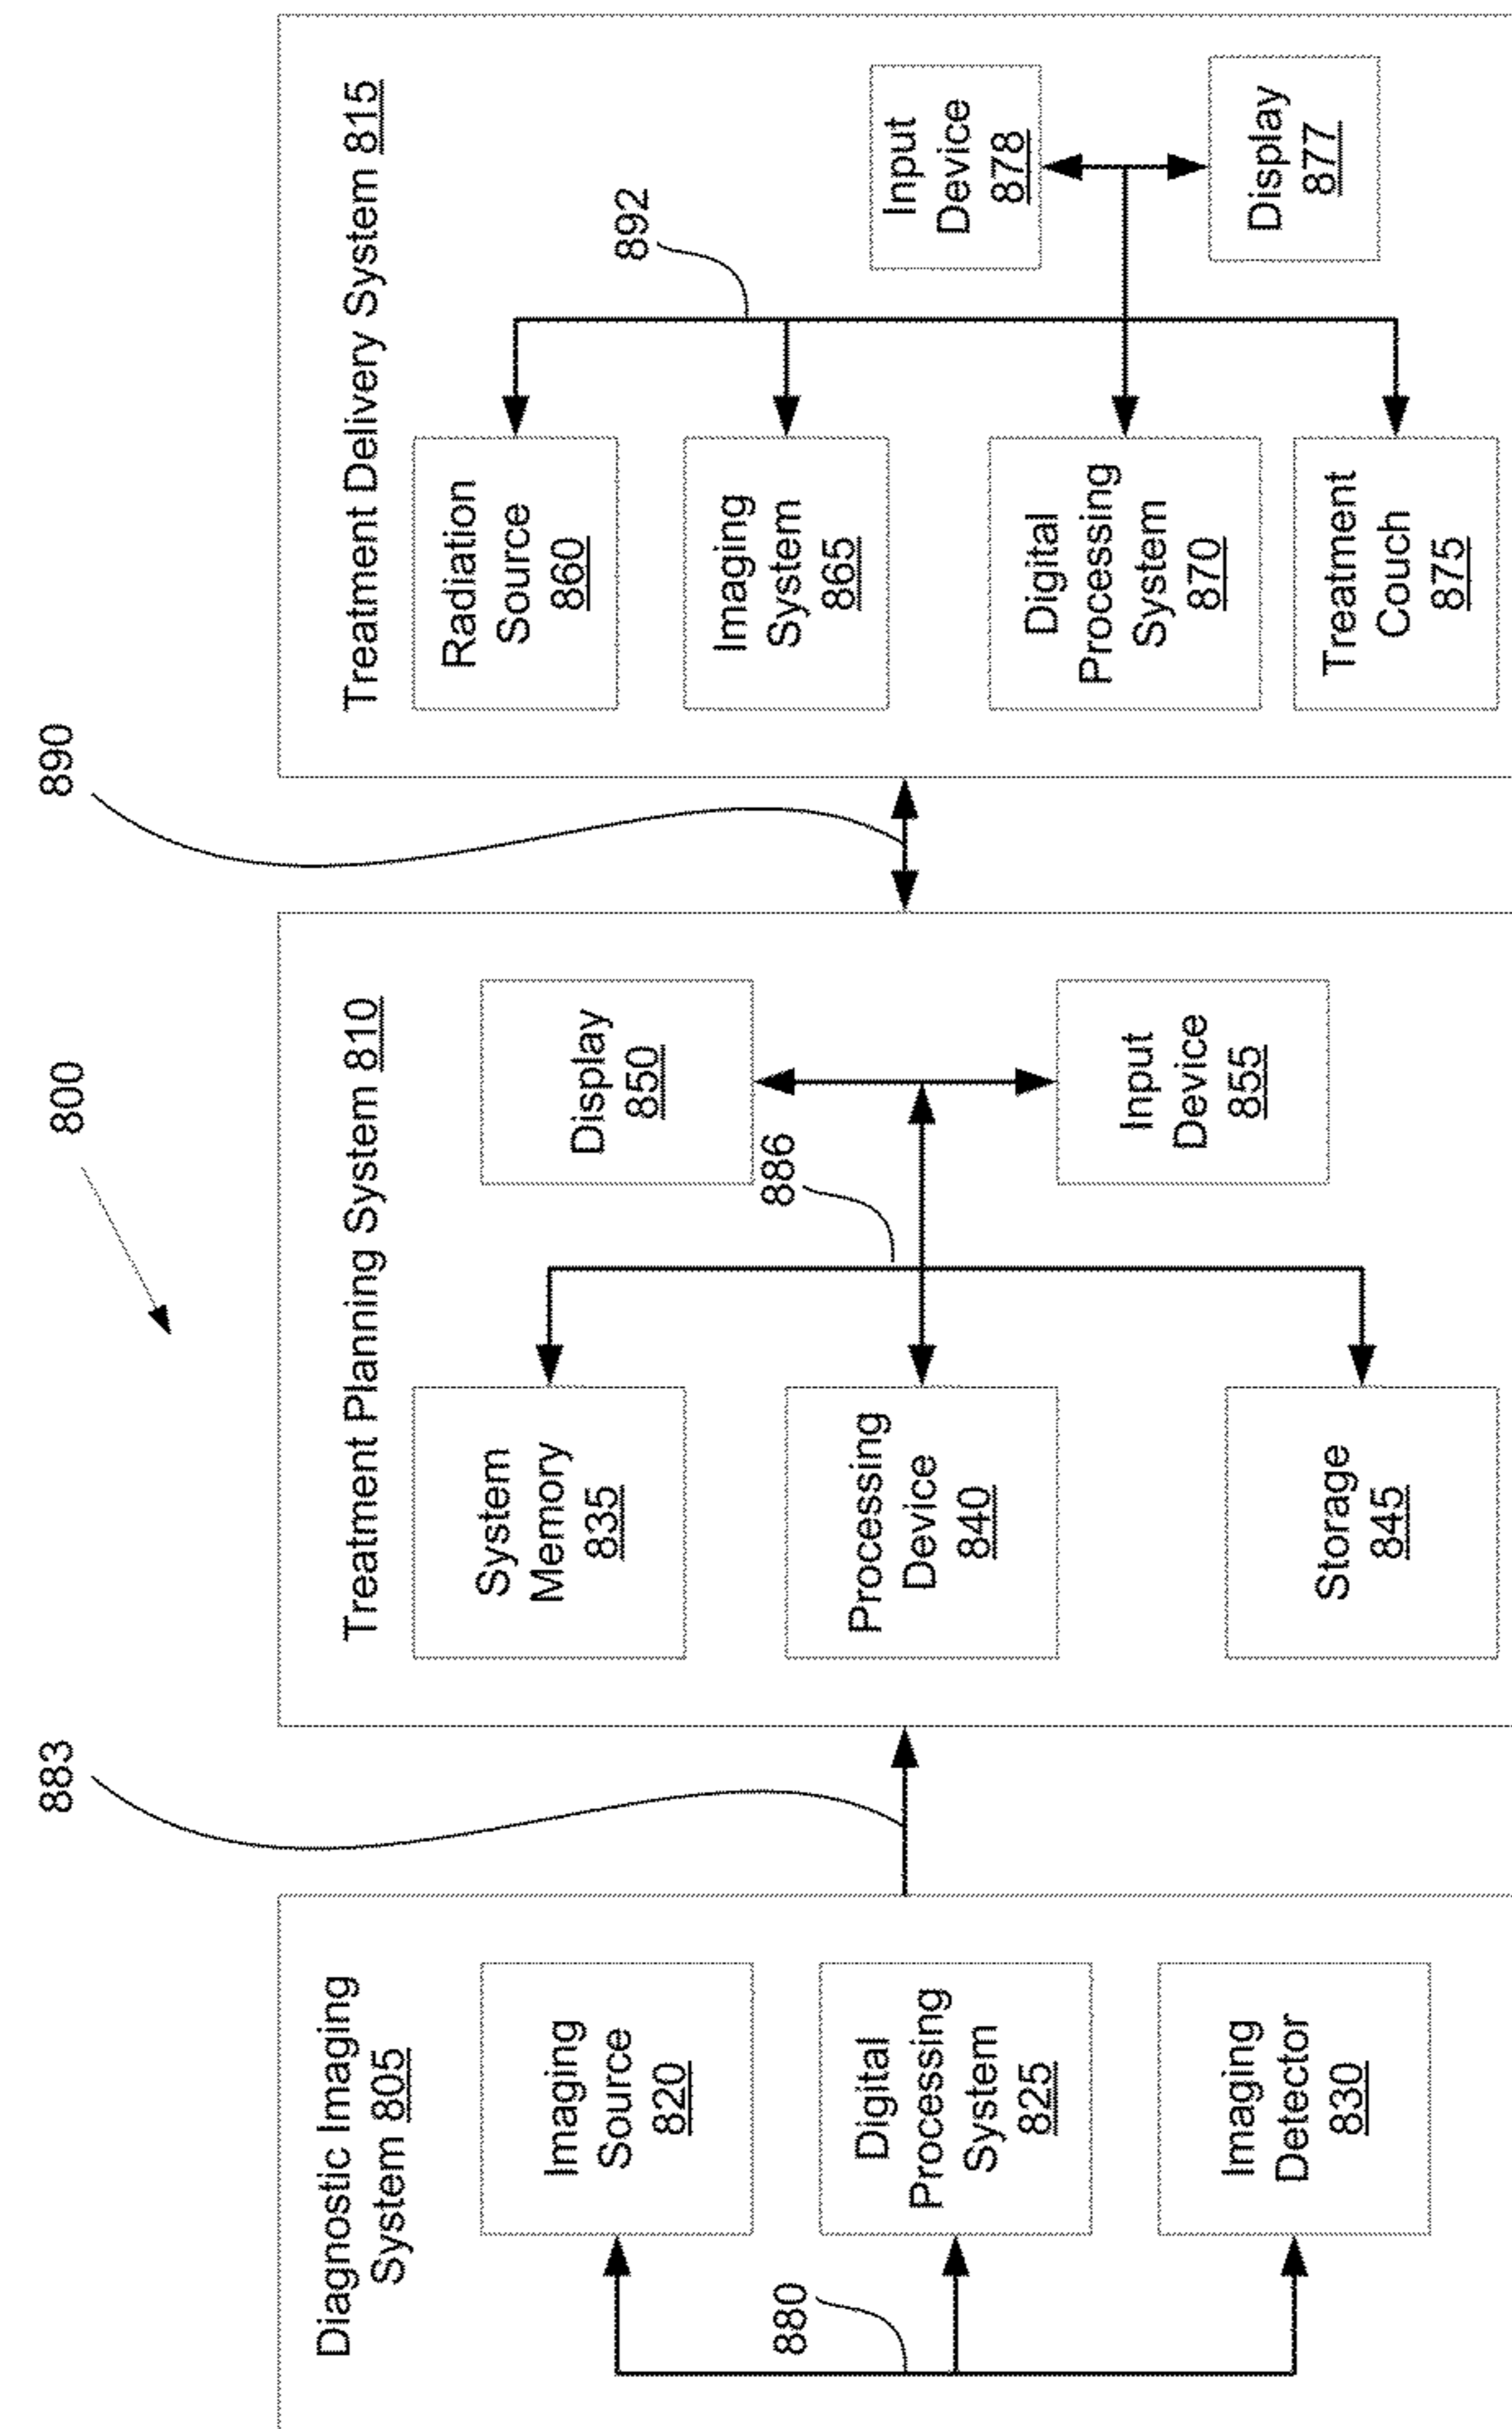 800
883
890
Diagnostic Imaging
System 805
Imaging
Source
820
Digital
Processing
System
825
Imaging
Detector
830
880
Treatment Planning System 810
System
Memory
835
Processing
Device
840
Storage
845
886
Display
850
Input
Device
855
Treatment Delivery System 815
Radiation
Source
860
Imaging
System
865
Digital
Processing
System
870
Treatment
Couch
875
892
Input
Device
878
Display
877